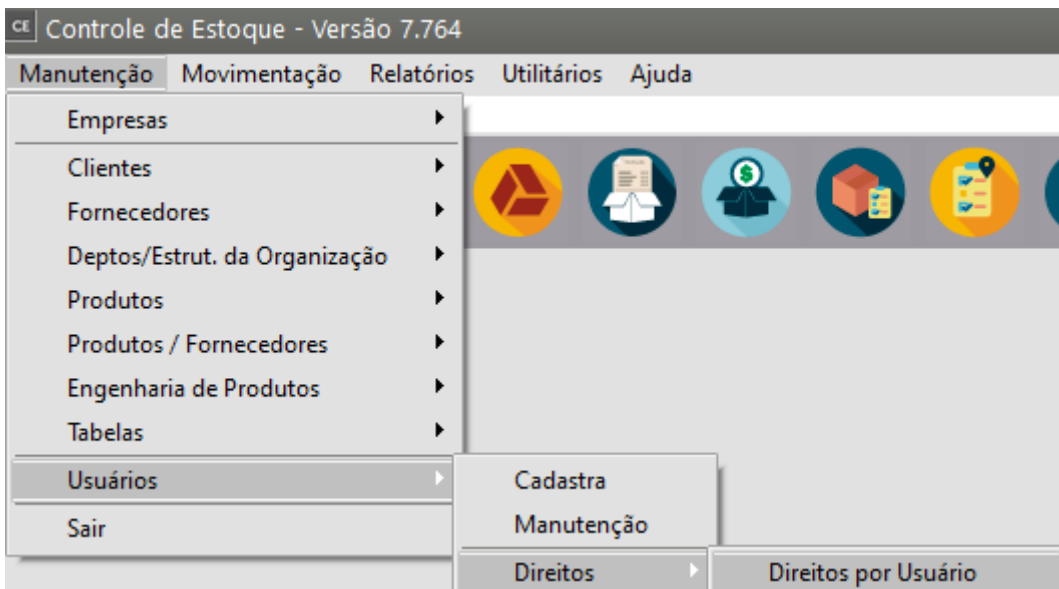 CE Controle de Estoque - Versão 7.764
Manutenção Movimentação Relatórios Utilitários Ajuda
Empresas
Clientes
Fornecedores
Deptos/Estrut. da Organização
Produtos
Produtos / Fornecedores
Engenharia de Produtos
Tabelas
Usuários
Sair
Cadastra
Manutenção
Direitos
Direitos por Usuário